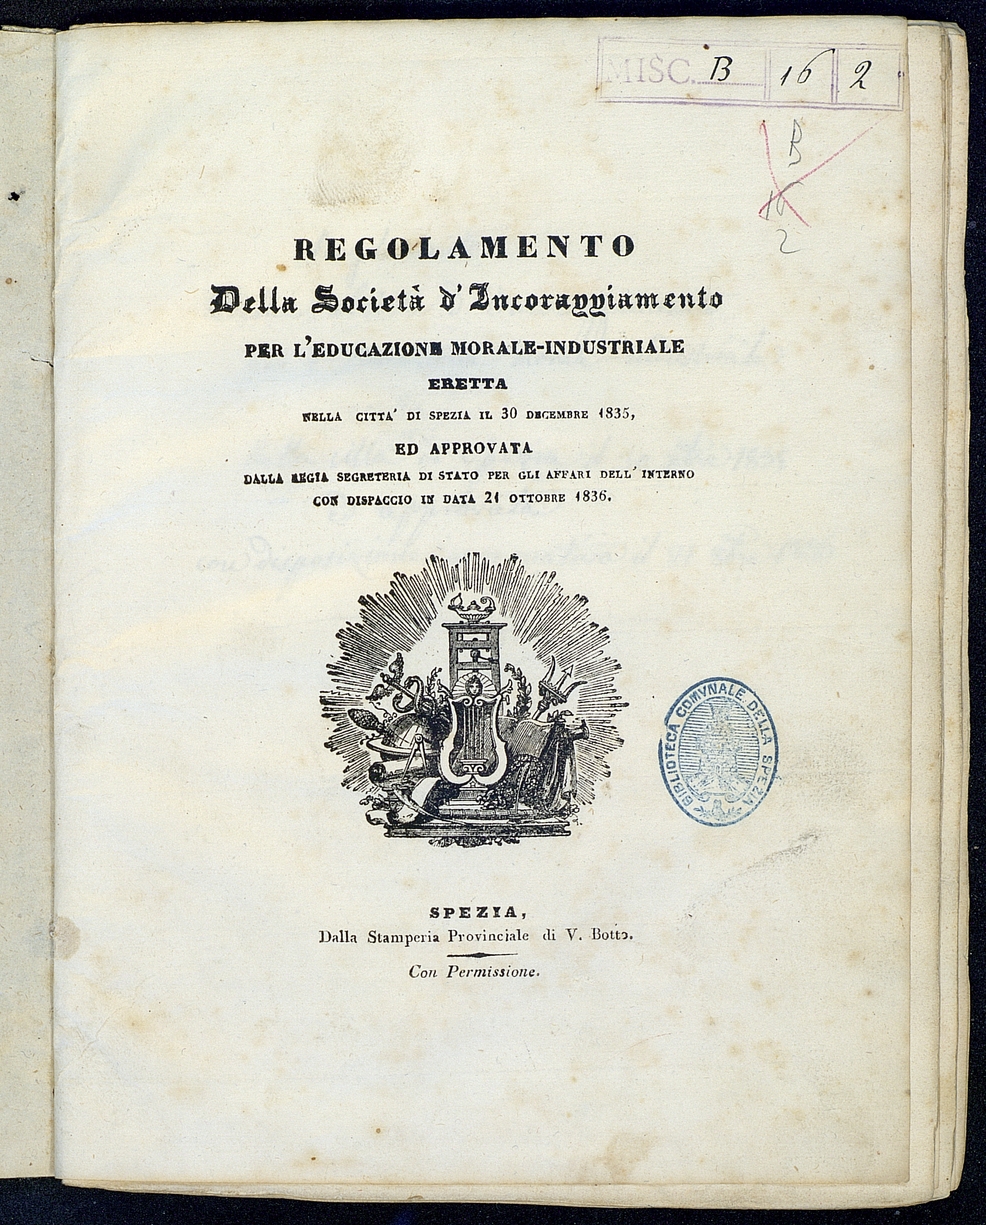 MISC. B 16 2
B
16
2
REGOLAMENTO
Della Società d'Incoraggiamento
PER L'EDUCAZIONE MORALE-INDUSTRIALE
ERETTA
NELLA CITTA' DI SPEZIA IL 30 DECEMBRE 1835,
ED APPROVATA
DALLA REGIA SEGRETERIA DI STATO PER GLI AFFARI DELL' INTERNO
CON DISPACCIO IN DATA 21 OTTOBRE 1836.
BIBLIOTECA COMVNALE DELLA SPEZIA
SPEZIA,
Dalla Stamperia Provinciale di V. Botto.
Con Permissione.